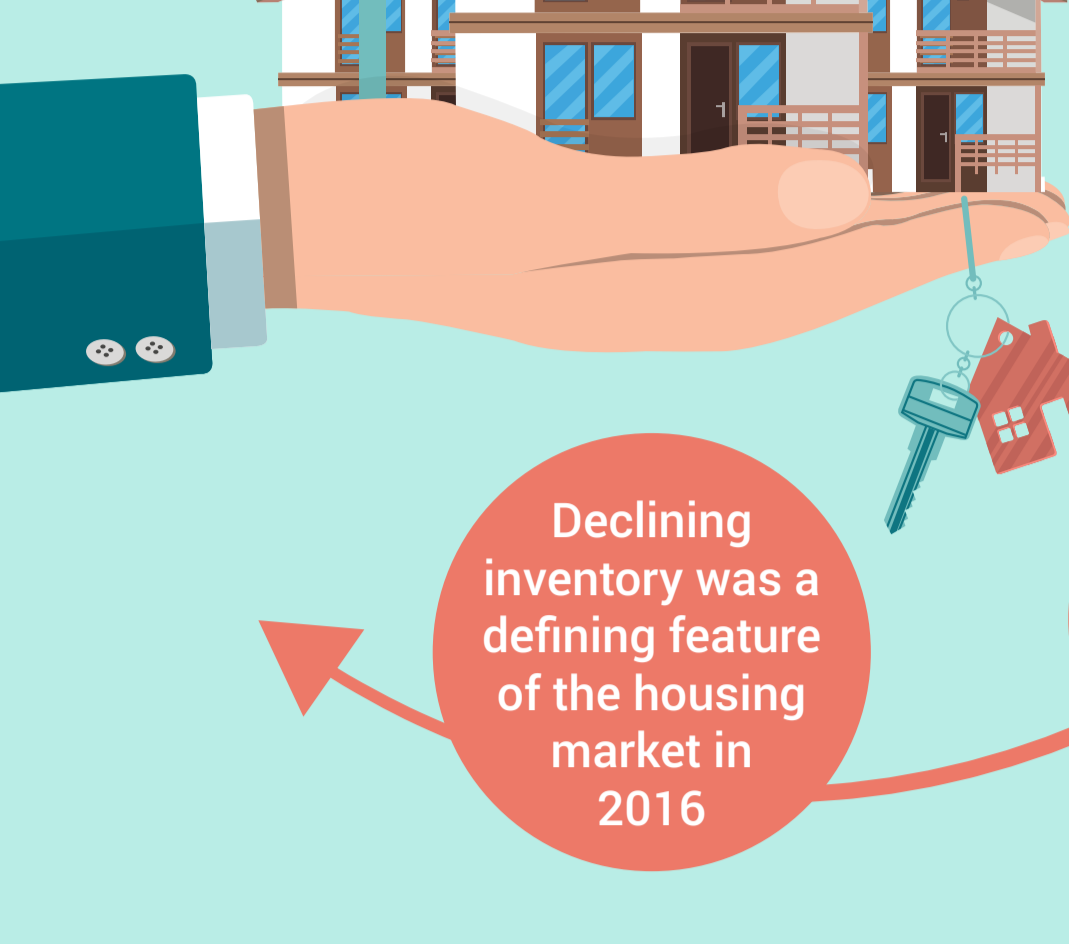 Declining
inventory was a
defining feature
of the housing
market in
2016